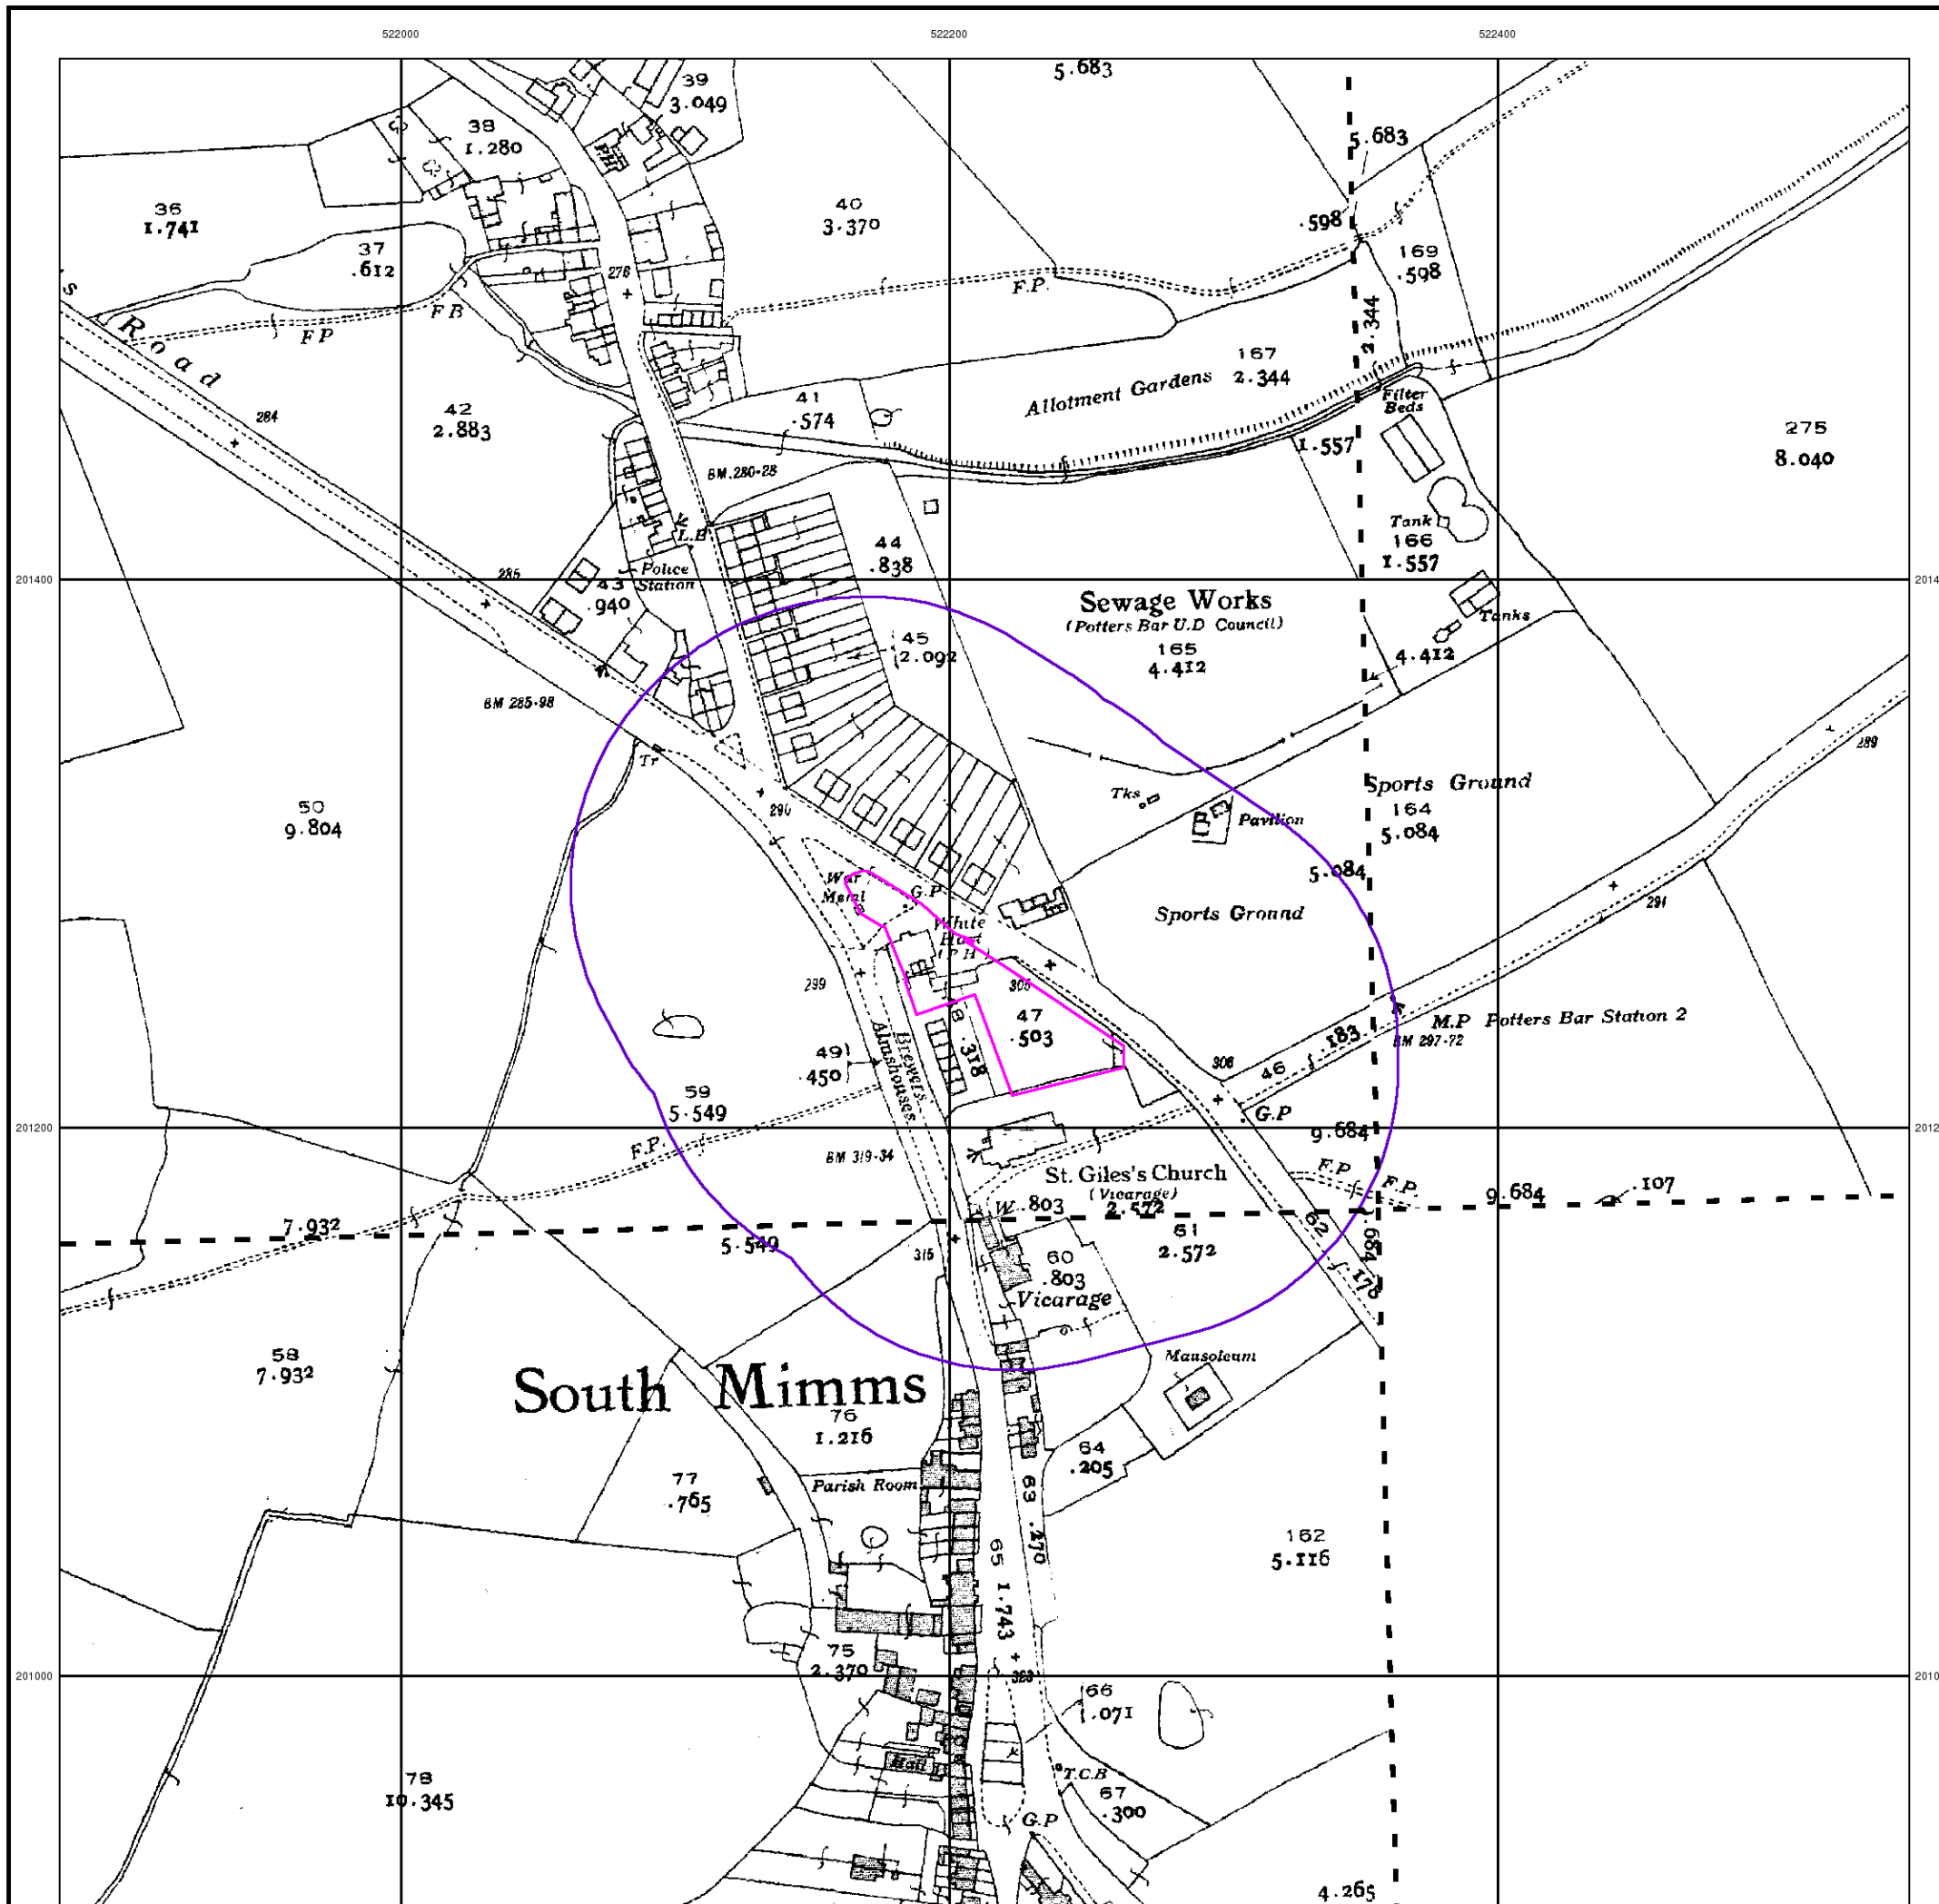 522000
522200
522400
39
3.049
5.683
38
1.280
P.H
5.683
36
1.741
40
3.370
.598
37
.612
169
.598
276
F.P.
F B
F P
s
Road
2.344
167
2.344
Allotment Gardens
284
42
2.883
41
.574
Filter
Beds
1.557
275
8.040
BM.280·28
L.B
Tank
166
1.557
44
.838
Police
Station
201400
2014
285
43
.940
Sewage Works
(Potters Bar U.D Council)
165
4.412
Tanks
45
2.092
4.412
BM 285·98
289
Tr
Sports Ground
164
5.084
Tks
Pavilion
50
9.804
290
5.084
War
Meml
G.P
291
Sports Ground
White
Hart
(P.H)
299
305
47
.503
M.P Potters Bar Station 2
BM 297·72
.183
46
.318
Brewers
Almshouses
49
.450
306
59
5.549
G.P
201200
2012
9.684
F.P.
BM 319·34
St. Giles's Church
(Vicarage)
2.572
F.P
F.P
W
.803
9.684
.107
7.932
5.549
315
61
2.572
62
.684
60
.803
Vicarage
.178
58
7.932
Mausoleum
South Mimms
76
1.216
64
.205
77
.765
Parish Room
63
.270
162
5.116
65
1.743
75
2.370
201000
2010
323
66
.071
Hall
78
10.345
T.C.B
67
.300
G.P
4.265